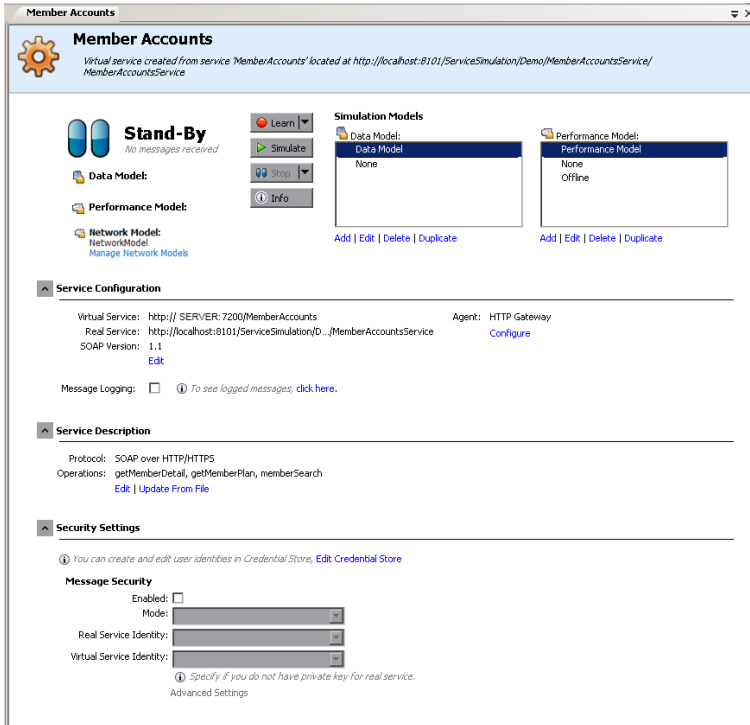 Member Accounts
Member Accounts
Virtual service created from service 'MemberAccounts' located at http://localhost:8101/ServiceSimulation/Demo/MemberAccountsService/
MemberAccountsService
Stand-By
No messages received
Data Model:
Performance Model:
Network Model:
NetworkModel
Manage Network Models
Learn
Simulate
Stop
Info
Simulation Models
Data Model:
Data Model
None
Add | Edit | Delete | Duplicate
Performance Model:
Performance Model
None
Offline
Add | Edit | Delete | Duplicate
Service Configuration
Virtual Service: http:// SERVER:7200/MemberAccounts
Agent: HTTP Gateway
Real Service: http://localhost:8101/ServiceSimulation/D.../MemberAccountsService
Configure
SOAP Version: 1.1
Edit
Message Logging: To see logged messages, click here.
Service Description
Protocol: SOAP over HTTP/HTTPS
Operations: getMemberDetail, getMemberPlan, memberSearch
Edit | Update From File
Security Settings
You can create and edit user identities in Credential Store, Edit Credential Store
Message Security
Enabled:
Mode:
Real Service Identity:
Virtual Service Identity:
Specify if you do not have private key for real service.
Advanced Settings